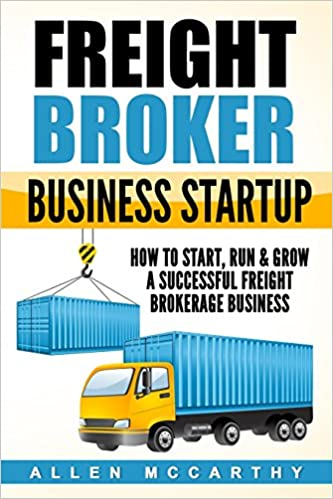 FREIGHT
BROKER
BUSINESS STARTUP
HOW TO START, RUN & GROW
A SUCCESSFUL FREIGHT
BROKERAGE BUSINESS
ALLEN MCCARTHY